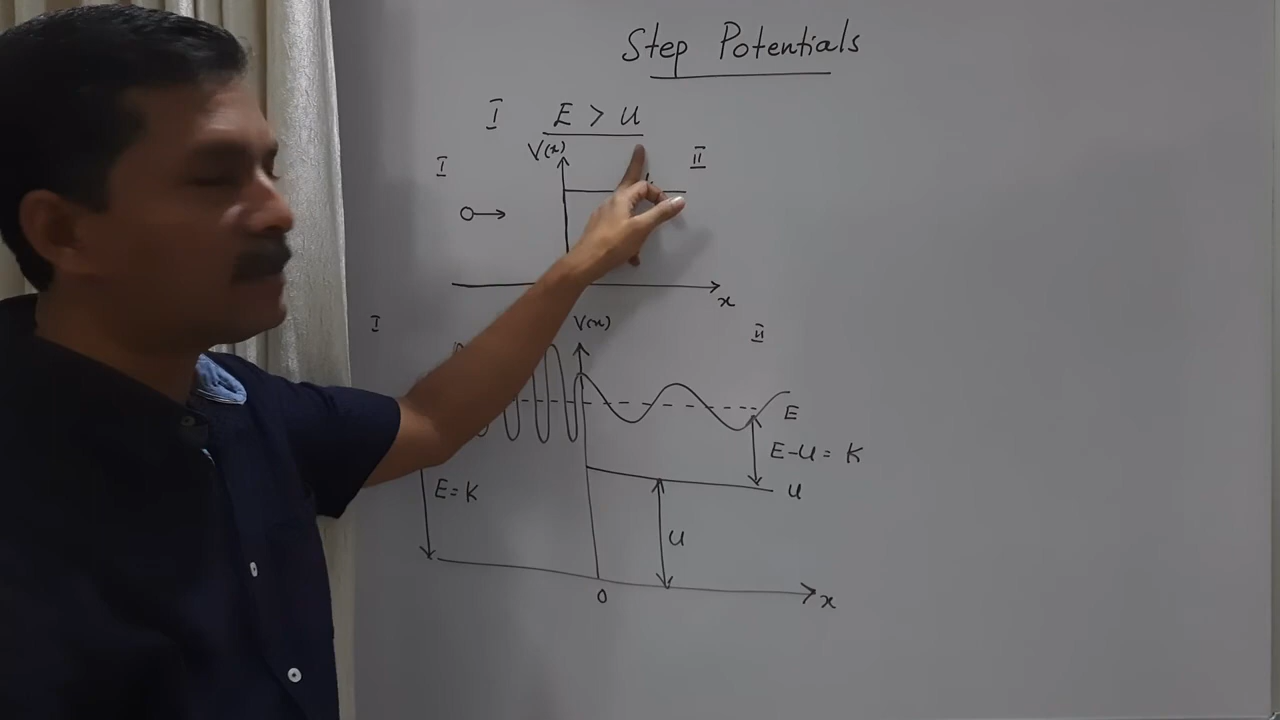 Step Potentials
I E > U
V(x)
I II
x
I V(x) II
E
E-U = K
E=K U
U
0 x